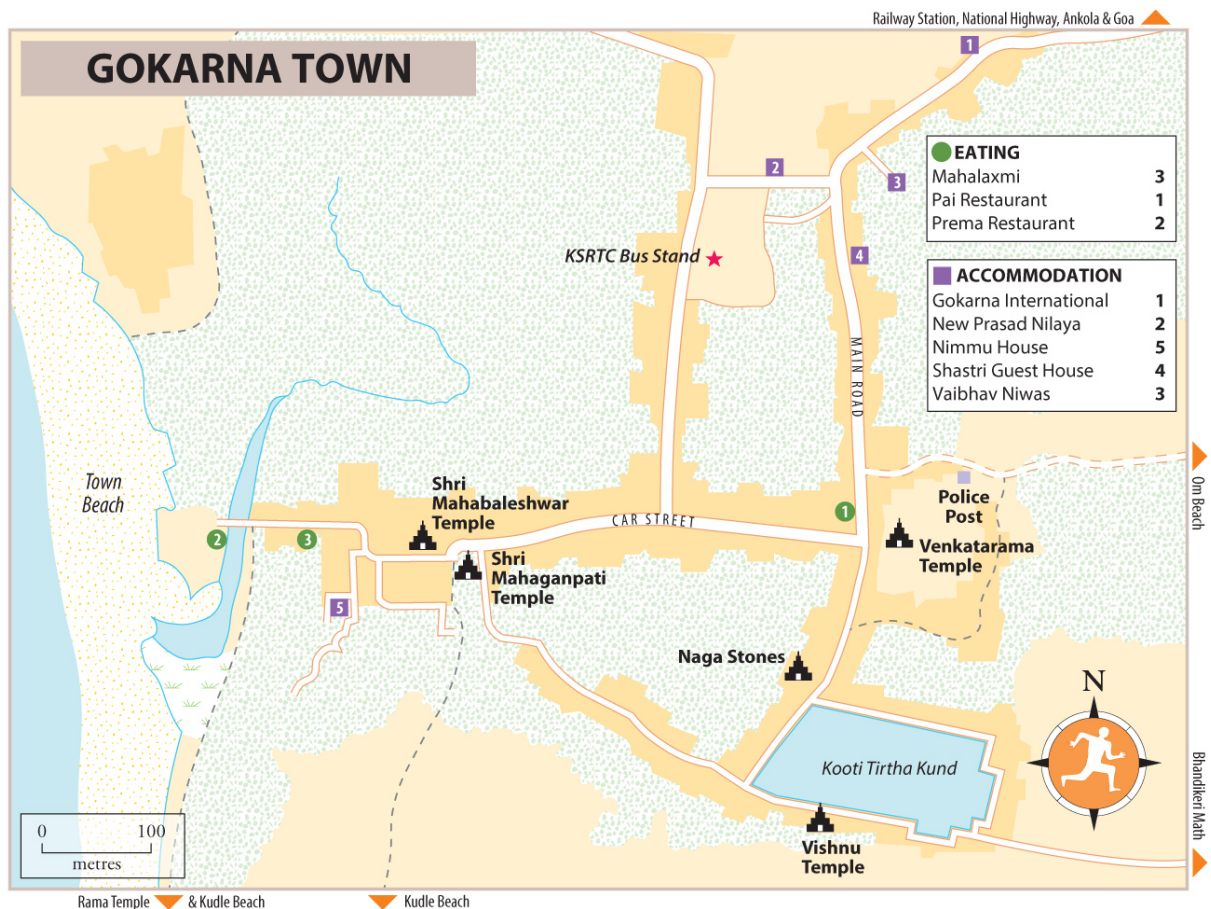 Railway Station, National Highway, Ankola & Goa
GOKARNA TOWN
1
2
3
EATING
Mahalaxmi 3
Pai Restaurant 1
Prema Restaurant 2
KSRTC Bus Stand
4
ACCOMMODATION
Gokarna International 1
New Prasad Nilaya 2
Nimmu House 5
Shastri Guest House 4
Vaibhav Niwas 3
MAIN ROAD
Om Beach
Town
Beach
Shri
Mahabaleshwar
Temple
CAR STREET
1
Police
Post
Venkatarama
Temple
2
3
Shri
Mahaganpati
Temple
5
Naga Stones
N
Kooti Tirtha Kund
Bhandikeri Math
0 100
metres
Vishnu
Temple
Rama Temple & Kudle Beach
Kudle Beach